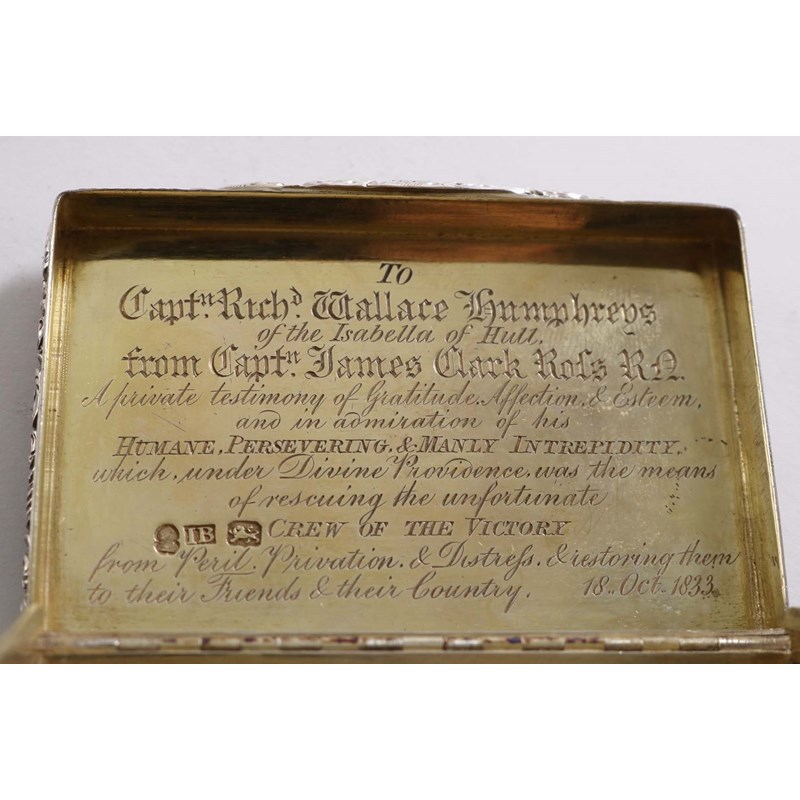 To
Captn. Richd. Wallace Humphreys
of the Isabella of Hull,
from Captn. James Clark Roſs RN.
A private testimony of Gratitude, Affection, & Esteem,
and in admiration of his
HUMANE, PERSEVERING, & MANLY INTREPIDITY,
which, under Divine Providence, was the means
of rescuing the unfortunate
IB CREW OF THE VICTORY
from Peril, Privation, & Distreſs, & restoring them
to their Friends & their Country. 18.. Oct. 1833